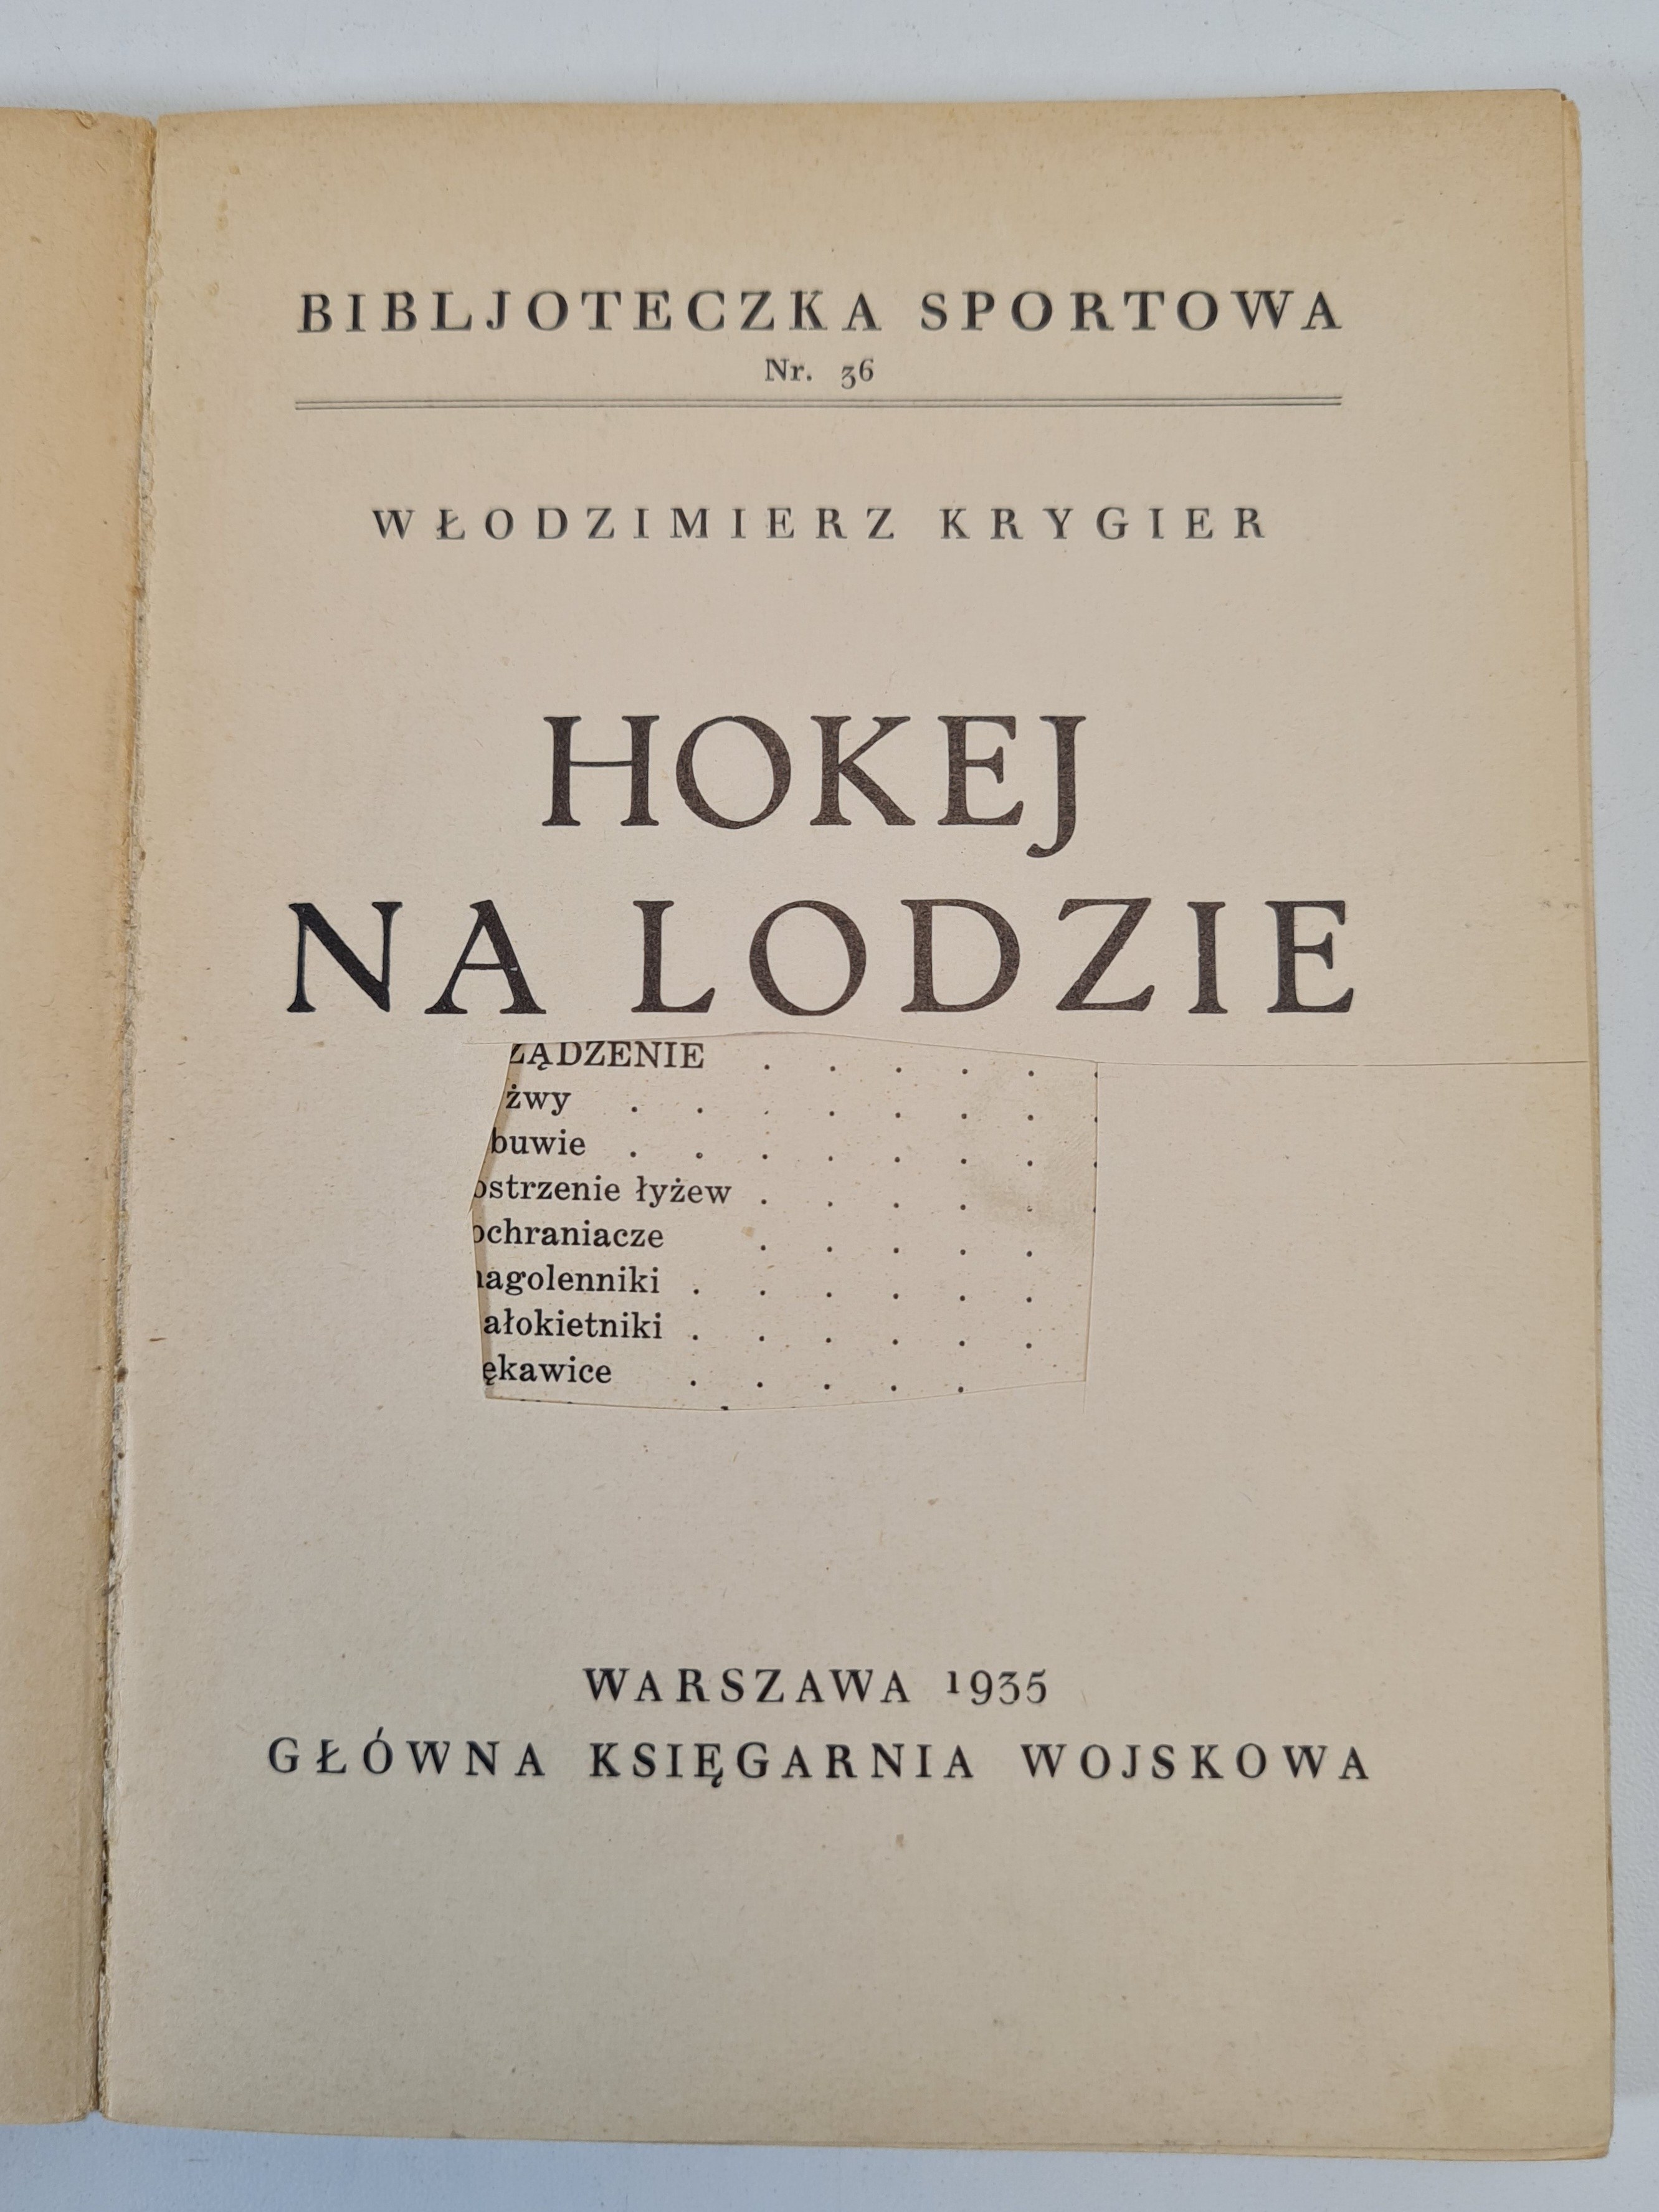 BIBLJOTECZKA SPORTOWA
Nr. 36
WŁODZIMIERZ KRYGIER
HOKEJ
NA LODZIE
ZĄDZENIE . . . . . .
żwy . . . . . . . .
buwie . . . . . . . .
ostrzenie łyżew . . . . . .
ochraniacze . . . . .
nagolenniki . . . . . .
ałokietniki . . . . . .
ękawice . . . . .
WARSZAWA 1935
GŁÓWNA KSIĘGARNIA WOJSKOWA